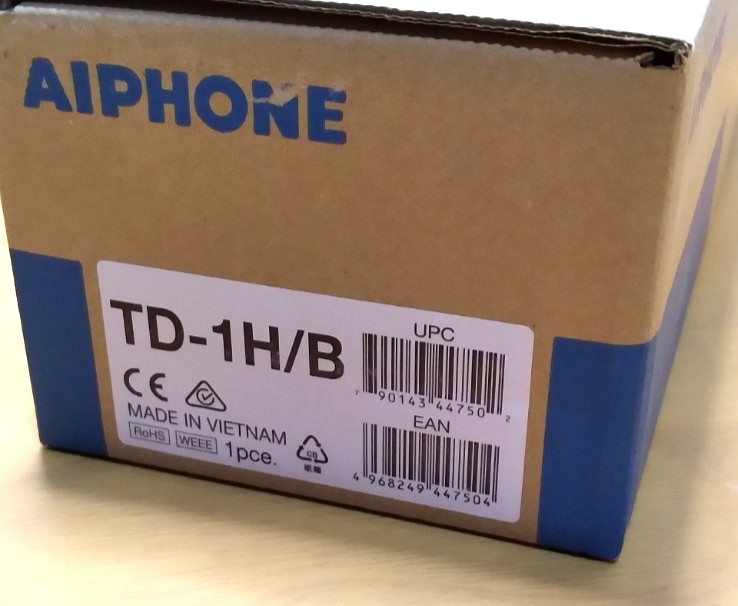 AIPHONE
TD-1H/B
CE
MADE IN VIETNAM
RoHS WEEE 1pce.
UPC
7 90143 44750 2
EAN
4 968249 447504